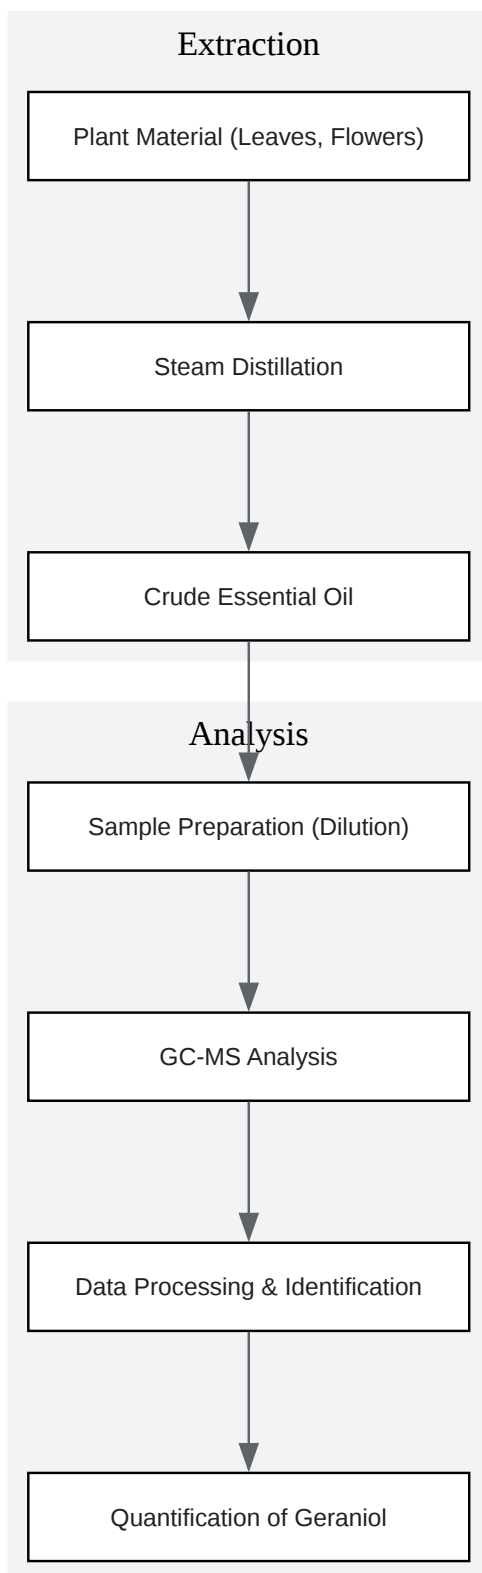 Extraction
Plant Material (Leaves, Flowers)
Steam Distillation
Crude Essential Oil
Analysis
Sample Preparation (Dilution)
GC-MS Analysis
Data Processing & Identification
Quantification of Geraniol